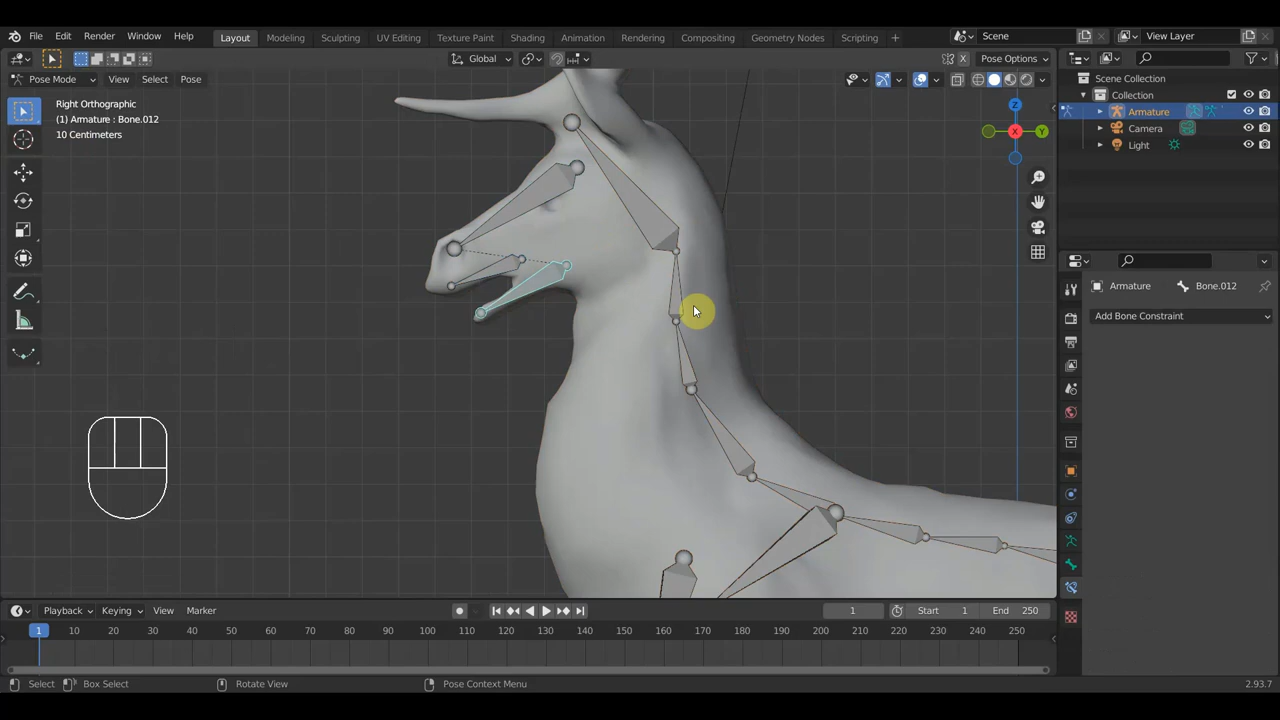 File Edit Render Window Help Layout Modeling Sculpting UV Editing Texture Paint Shading Animation Rendering Compositing Geometry Nodes Scripting + Scene View Layer
Global X Pose Options
Pose Mode View Select Pose
Right Orthographic
(1) Armature : Bone.012
10 Centimeters
Z
X
Y
Scene Collection
Collection
Armature
Camera
Light
Armature Bone.012
Add Bone Constraint
Playback Keying View Marker 1 Start 1 End 250
1 10 20 30 40 50 60 70 80 90 100 110 120 130 140 150 160 170 180 190 200 210 220 230 240 250
Select Box Select Rotate View Pose Context Menu 2.93.7